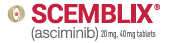 SCEMBLIX®
(asciminib) 20 mg, 40 mg tablets